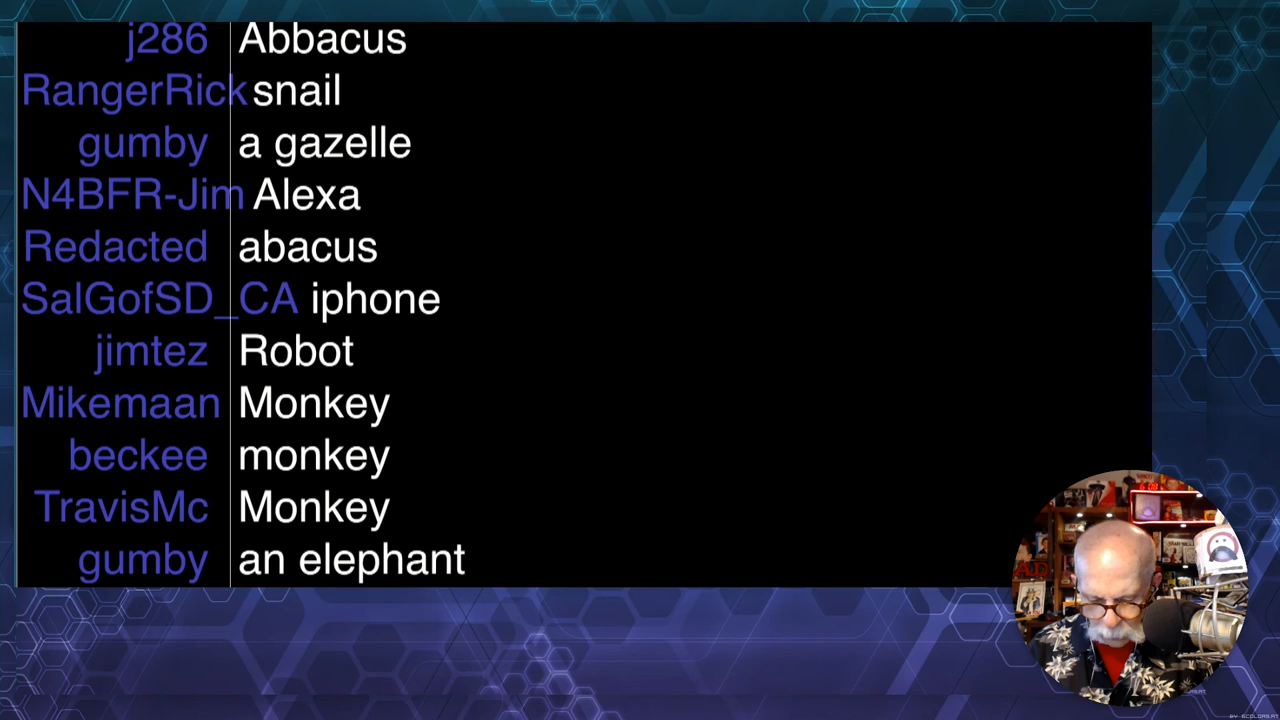 j286 Abbacus
RangerRick snail
gumby a gazelle
N4BFR-Jim Alexa
Redacted abacus
SalGofSD_CA iphone
jimtez Robot
Mikemaan Monkey
beckee monkey
TravisMc Monkey
gumby an elephant